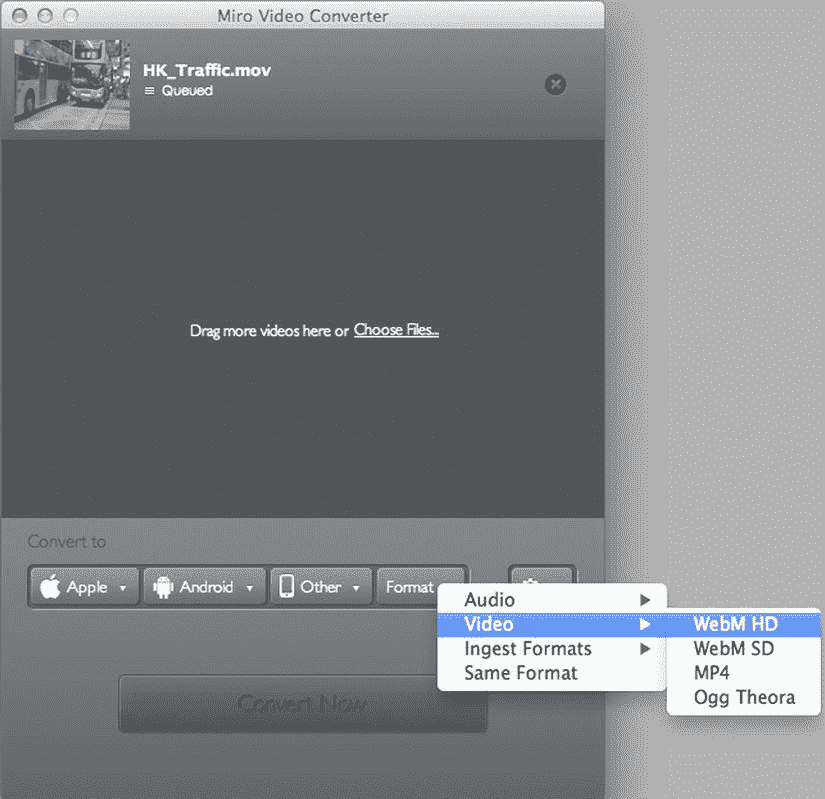 Miro Video Converter
HK_Traffic.mov
Queued
Drag more videos here or Choose Files...
Convert to
Apple
Android
Other
Format
Audio
Video
Ingest Formats
Same Format
WebM HD
WebM SD
MP4
Ogg Theora
Convert Now